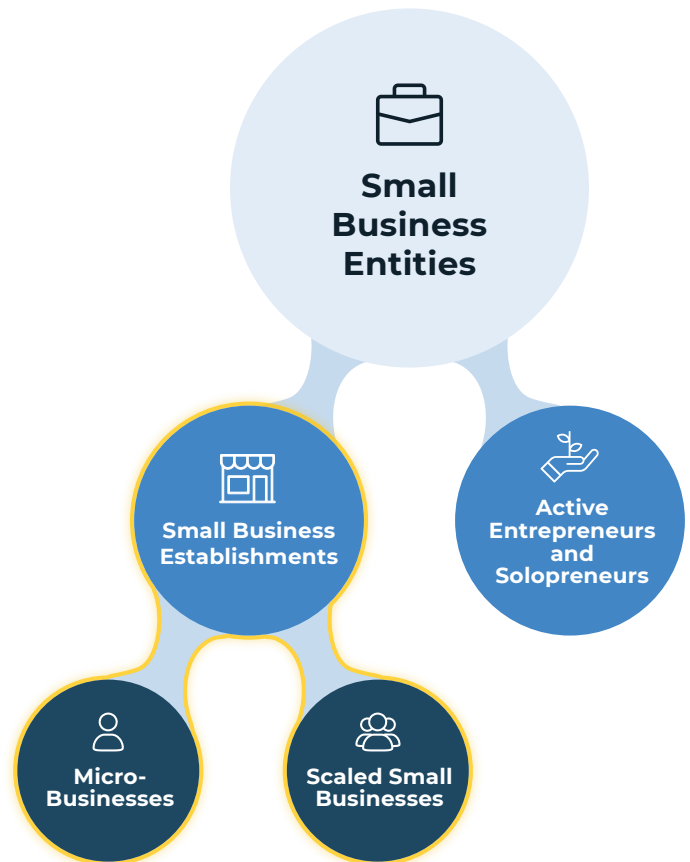 Small
Business
Entities
Small Business
Establishments
Active
Entrepreneurs
and
Solopreneurs
Micro-
Businesses
Scaled Small
Businesses